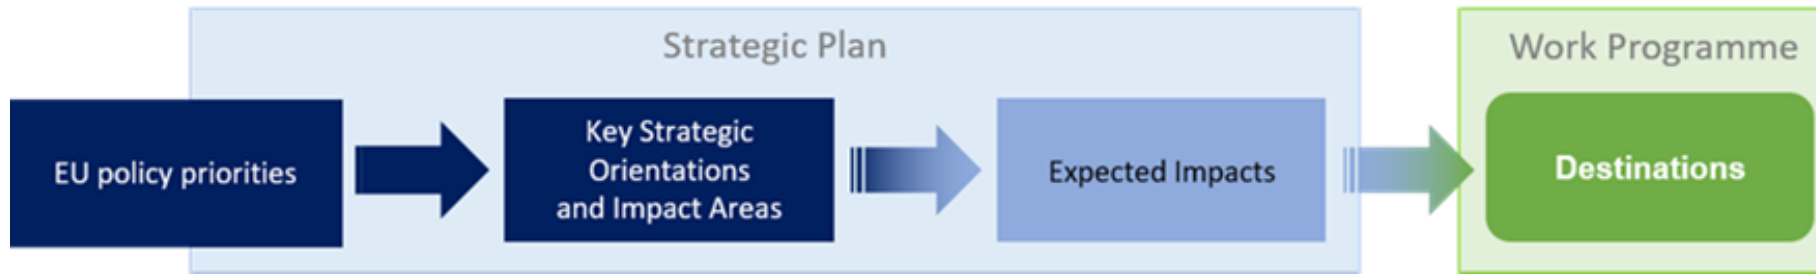 Strategic Plan
Work Programme
EU policy priorities
Key Strategic
Orientations
and Impact Areas
Expected Impacts
Destinations